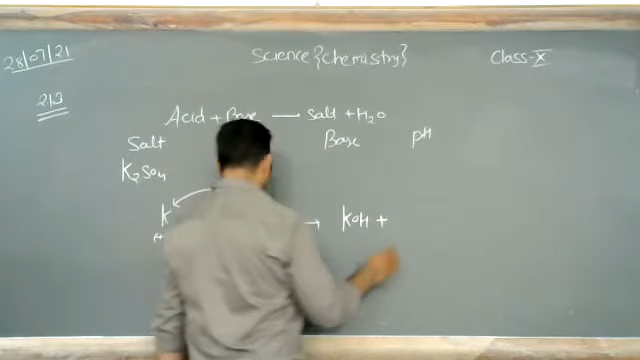 28/07/21 Science {Chemistry} Class-X
213
Acid + Base → Salt + H₂O
Salt Base pH
K₂SO₄
K → KOH +